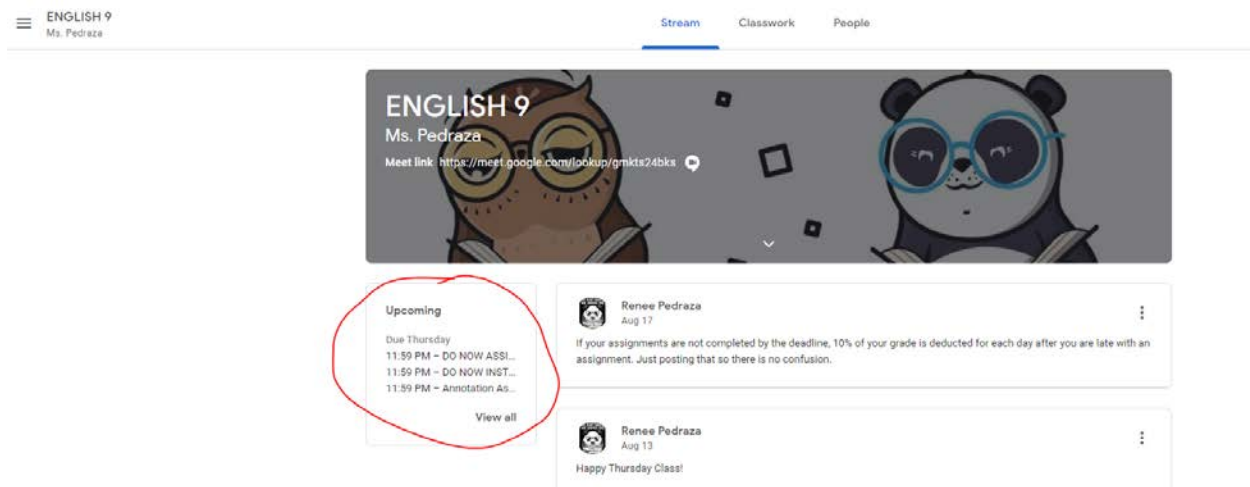 ENGLISH 9
Ms. Pedraza
Stream Classwork People
ENGLISH 9
Ms. Pedraza
Meet link https://meet.google.com/lookup/gmkts24bks
Upcoming
Due Thursday
11:59 PM – DO NOW ASSI...
11:59 PM – DO NOW INST...
11:59 PM – Annotation As...
View all
Renee Pedraza
Aug 17
If your assignments are not completed by the deadline, 10% of your grade is deducted for each day after you are late with an
assignment. Just posting that so there is no confusion.
Renee Pedraza
Aug 13
Happy Thursday Class!